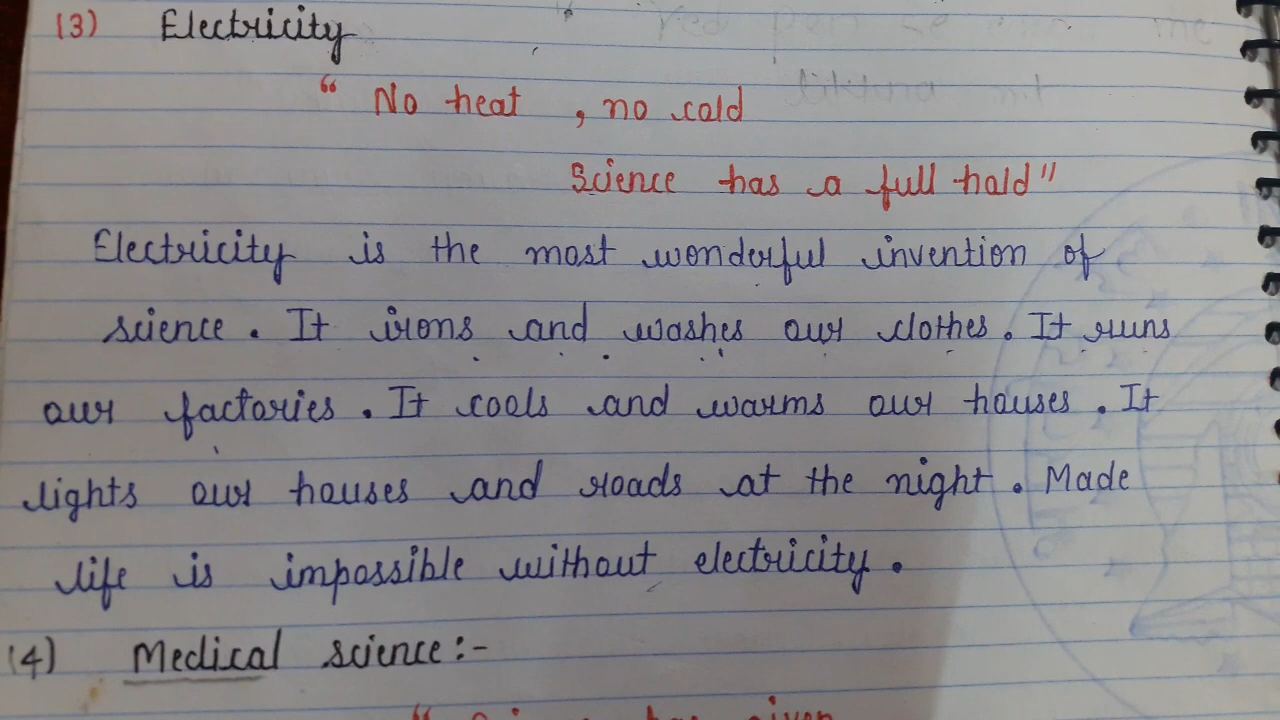 (3) Electricity
“ No heat , no cold
Science has a full hold”
Electricity is the most wonderful invention of
science. It irons and washes our clothes. It runs
our factories. It cools and warms our houses. It
lights our houses and roads at the night. Made
life is impossible without electricity.
(4) Medical science:-
“ has given